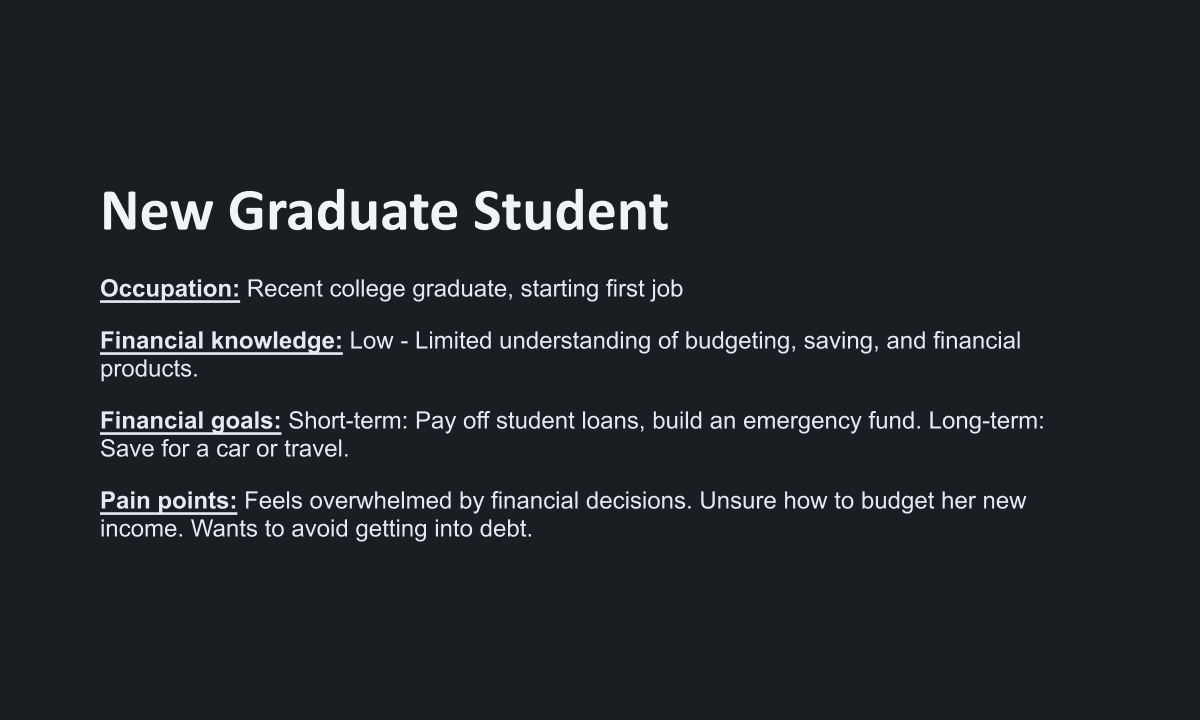 New Graduate Student
Occupation: Recent college graduate, starting first job
Financial knowledge: Low - Limited understanding of budgeting, saving, and financial
products.
Financial goals: Short-term: Pay off student loans, build an emergency fund. Long-term:
Save for a car or travel.
Pain points: Feels overwhelmed by financial decisions. Unsure how to budget her new
income. Wants to avoid getting into debt.